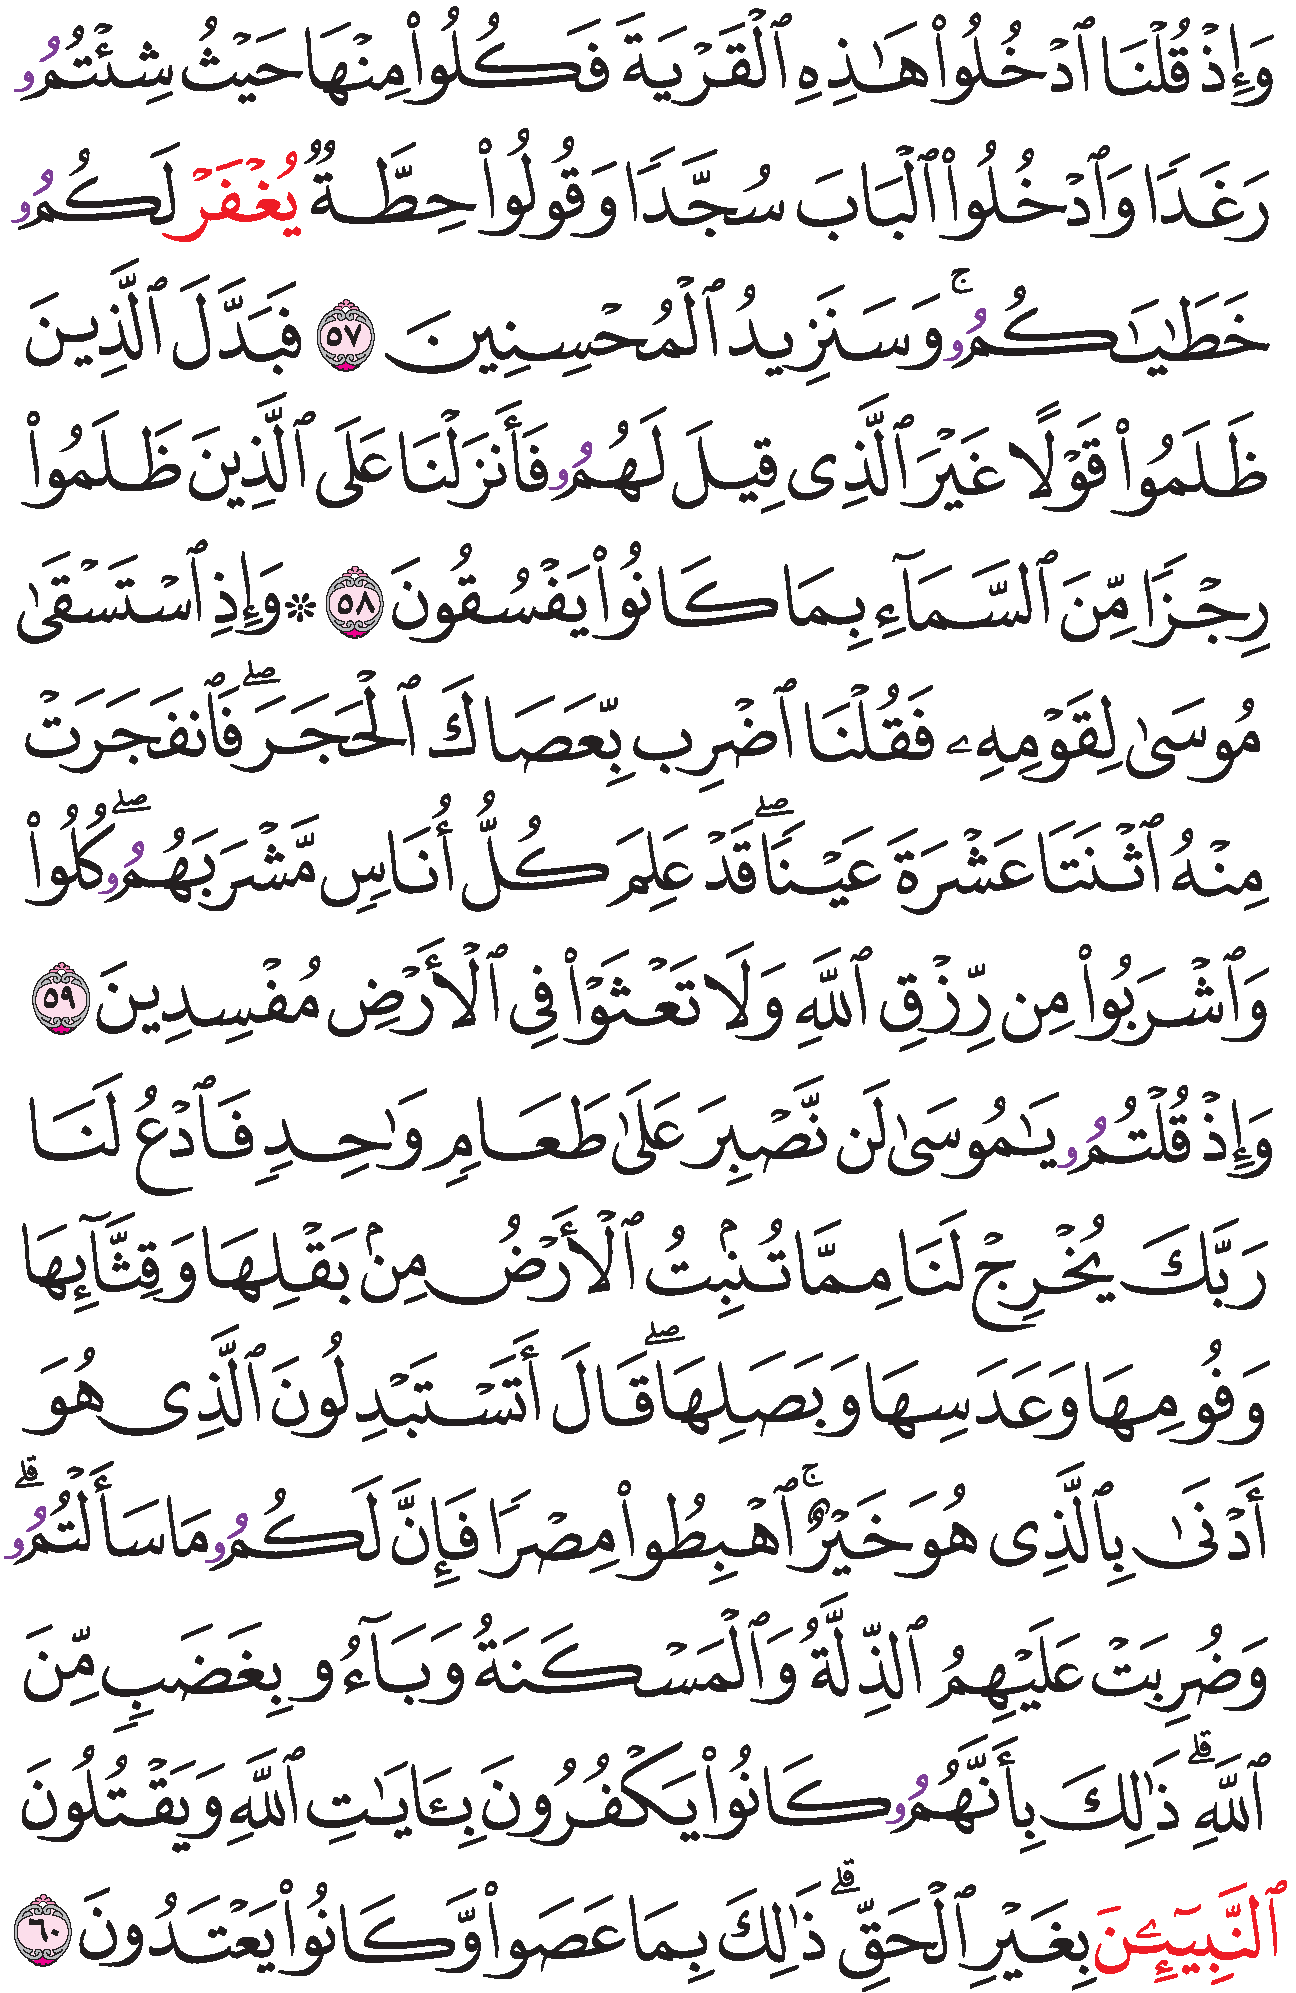 وَإِذْ قُلْنَا ٱدْخُلُوا۟ هَـٰذِهِ ٱلْقَرْيَةَ فَكُلُوا۟ مِنْهَا حَيْثُ شِئْتُمُۥ
رَغَدًا وَٱدْخُلُوا۟ ٱلْبَابَ سُجَّدًا وَقُولُوا۟ حِطَّةٌ يُغْفَرْ لَكُمُۥ
خَطَـٰيَـٰكُمُۥۚ وَسَنَزِيدُ ٱلْمُحْسِنِينَ ٥٧ فَبَدَّلَ ٱلَّذِينَ
ظَلَمُوا۟ قَوْلًا غَيْرَ ٱلَّذِى قِيلَ لَهُمُۥ فَأَنزَلْنَا عَلَى ٱلَّذِينَ ظَلَمُوا۟
رِجْزًا مِّنَ ٱلسَّمَآءِ بِمَا كَانُوا۟ يَفْسُقُونَ ٥٨ ۞ وَإِذِ ٱسْتَسْقَىٰ
مُوسَىٰ لِقَوْمِهِۦ فَقُلْنَا ٱضْرِب بِّعَصَاكَ ٱلْحَجَرَۖ فَٱنفَجَرَتْ
مِنْهُ ٱثْنَتَا عَشْرَةَ عَيْنًاۖ قَدْ عَلِمَ كُلُّ أُنَاسٍ مَّشْرَبَهُمُۥۖ كُلُوا۟
وَٱشْرَبُوا۟ مِن رِّزْقِ ٱللَّهِ وَلَا تَعْثَوْا۟ فِى ٱلْأَرْضِ مُفْسِدِينَ ٥٩
وَإِذْ قُلْتُمُۥ يَـٰمُوسَىٰ لَن نَّصْبِرَ عَلَىٰ طَعَامٍ وَٰحِدٍ فَٱدْعُ لَنَا
رَبَّكَ يُخْرِجْ لَنَا مِمَّا تُنۢبِتُ ٱلْأَرْضُ مِنۢ بَقْلِهَا وَقِثَّآئِهَا
وَفُومِهَا وَعَدَسِهَا وَبَصَلِهَاۖ قَالَ أَتَسْتَبْدِلُونَ ٱلَّذِى هُوَ
أَدْنَىٰ بِٱلَّذِى هُوَ خَيْرٌۚ ٱهْبِطُوا۟ مِصْرًا فَإِنَّ لَكُمُۥ مَا سَأَلْتُمُۥۗ
وَضُرِبَتْ عَلَيْهِمُ ٱلذِّلَّةُ وَٱلْمَسْكَنَةُ وَبَآءُو بِغَضَبٍ مِّنَ
ٱللَّهِۗ ذَٰلِكَ بِأَنَّهُمُۥ كَانُوا۟ يَكْفُرُونَ بِـَٔايَـٰتِ ٱللَّهِ وَيَقْتُلُونَ
ٱلنَّبِيٓـِٔـۧنَ بِغَيْرِ ٱلْحَقِّۗ ذَٰلِكَ بِمَا عَصَوا۟ وَّكَانُوا۟ يَعْتَدُونَ ٦٠